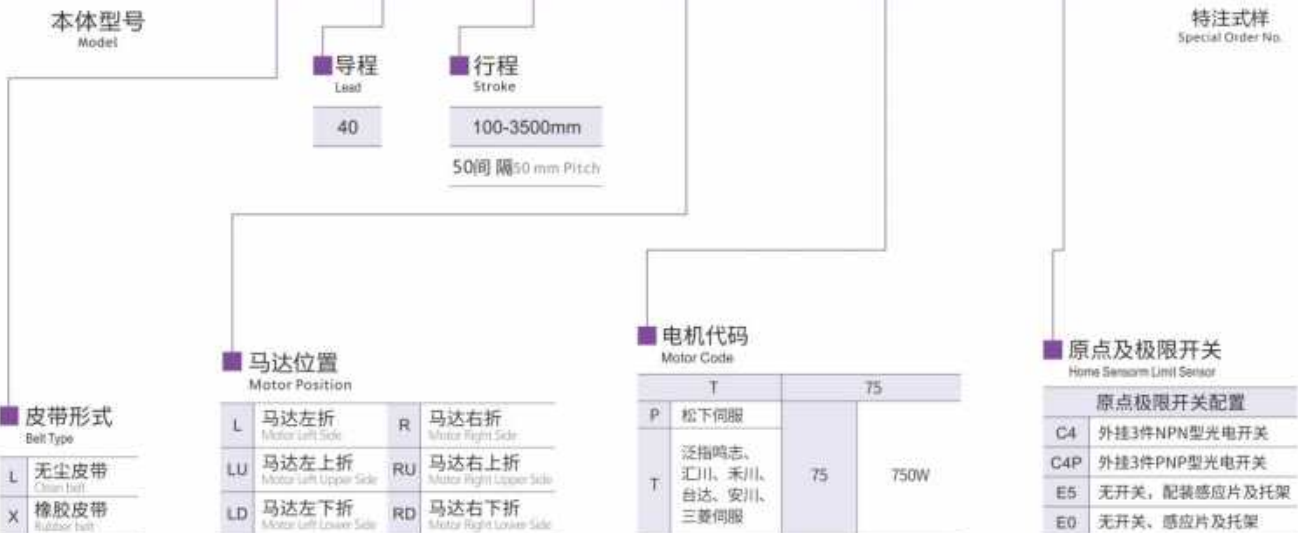 本体型号
Model
特注式样
Special Order No.
导程
Lead
40
行程
Stroke
100-3500mm
50间 隔50 mm Pitch
皮带形式
Belt Type
L 无尘皮带
Clean belt
X 橡胶皮带
Rubber belt
马达位置
Motor Position
L 马达左折 R 马达右折
Motor Left Side Motor Right Side
LU 马达左上折 RU 马达右上折
Motor Left Upper Side Motor Right Upper Side
LD 马达左下折 RD 马达右下折
Motor Left Lower Side Motor Right Lower Side
电机代码
Motor Code
T 75
P 松下伺服
T 泛指鸣志、
汇川、禾川、
台达、安川、
三菱伺服
75 750W
原点及极限开关
Home Sensorm Limit Sensor
原点极限开关配置
C4 外挂3件NPN型光电开关
C4P 外挂3件PNP型光电开关
E5 无开关，配装感应片及托架
E0 无开关、感应片及托架